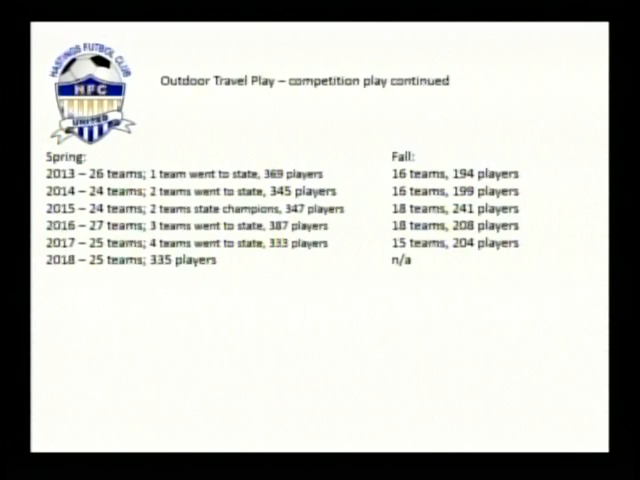 HASTINGS FUTBOL CLUB
HFC
UNITED
Outdoor Travel Play – competition play continued
Spring: Fall:
2013 – 26 teams; 1 team went to state, 369 players 16 teams, 194 players
2014 – 24 teams; 2 teams went to state, 345 players 16 teams, 199 players
2015 – 24 teams; 2 teams state champions, 347 players 18 teams, 241 players
2016 – 27 teams; 3 teams went to state, 387 players 18 teams, 208 players
2017 – 25 teams; 4 teams went to state, 333 players 15 teams, 204 players
2018 – 25 teams; 335 players n/a